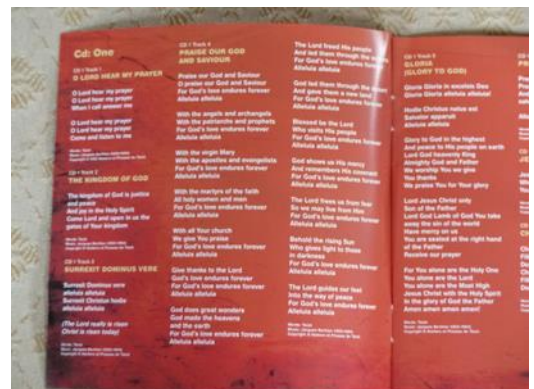 Cd: One
CD 1 Track 1
O LORD HEAR MY PRAYER
O Lord hear my prayer
O Lord hear my prayer
When I call answer me
O Lord hear my prayer
O Lord hear my prayer
Come and listen to me
CD 1 Track 2
THE KINGDOM OF GOD
The kingdom of God is justice
and peace
And joy in the Holy Spirit
Come Lord and open in us the
gates of Your kingdom
CD 1 Track 3
SURREXIT DOMINUS VERE
Surrexit Dominus vere
alleluia alleluia
Surrexit Christus hodie
alleluia alleluia
(The Lord really is risen
Christ is risen today)
CD 1 Track 4
PRAISE OUR GOD
AND SAVIOUR
Praise our God and Saviour
O praise our God and Saviour
For God's love endures forever
Alleluia alleluia
With the angels and archangels
With the patriarchs and prophets
For God's love endures forever
Alleluia alleluia
With the virgin Mary
With the apostles and evangelists
For God's love endures forever
Alleluia alleluia
With the martyrs of the faith
All holy women and men
For God's love endures forever
Alleluia alleluia
With all Your church
We give You praise
For God's love endures forever
Alleluia alleluia
Give thanks to the Lord
God's love endures forever
For God's love endures forever
Alleluia alleluia
God does great wonders
God made the heavens
and the earth
For God's love endures forever
Alleluia alleluia
The Lord freed His people
And led them through the
For God's love endures forever
Alleluia alleluia
God led them through the
And gave them a new land
For God's love endures forever
Alleluia alleluia
Blessed be the Lord
Who visits His people
For God's love endures forever
Alleluia alleluia
God shows us His mercy
And remembers His covenant
For God's love endures forever
Alleluia alleluia
The Lord frees us from fear
So we may live from Him
For God's love endures forever
Alleluia alleluia
Behold the rising Sun
Who gives light to those
in darkness
For God's love endures forever
Alleluia alleluia
The Lord guides our feet
Into the way of peace
For God's love endures forever
Alleluia alleluia
CD 1 Track 5
GLORIA
(GLORY TO GOD)
Gloria Gloria in excelsis Deo
Gloria Gloria alleluia alleluia!
Hodie Christus natus est
Salvator apparuit
Alleluia alleluia
Glory to God in the highest
And peace to His people on earth
Lord God heavenly King
Almighty God and Father
We worship You we give
You thanks
We praise You for Your glory
Lord Jesus Christ only
Son of the Father
Lord God Lamb of God You take
away the sin of the world
Have mercy on us
You are seated at the right hand
of the Father
Receive our prayer
For You alone are the Holy One
You alone are the Lord
You alone are the Most High
Jesus Christ with the Holy Spirit
In the glory of God the Father
Amen amen amen amen!